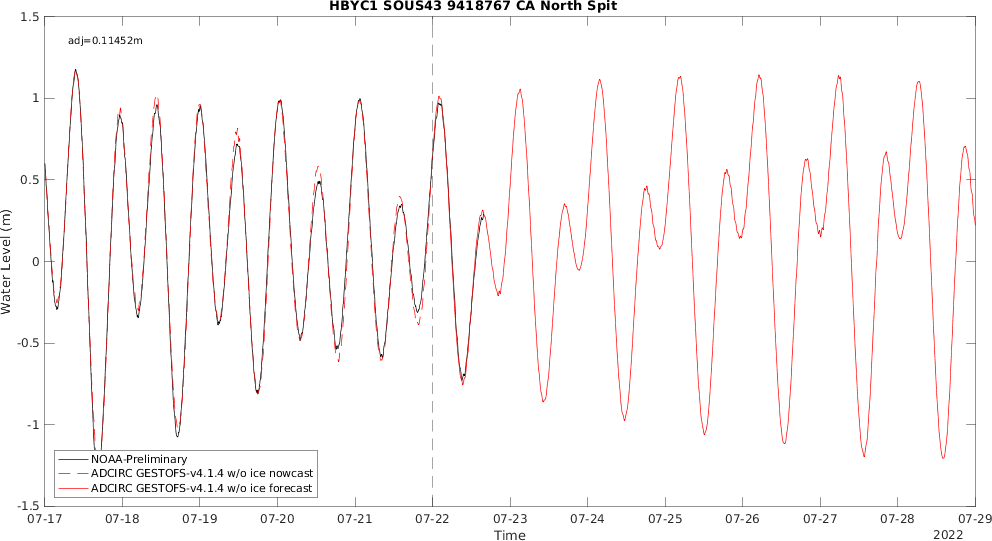 HBYC1 SOUS43 9418767 CA North Spit
adj=0.11452m
1.5
1
0.5
0
-0.5
-1
-1.5
Water Level (m)
NOAA-Preliminary
ADCIRC GESTOFS-v4.1.4 w/o ice nowcast
ADCIRC GESTOFS-v4.1.4 w/o ice forecast
07-17 07-18 07-19 07-20 07-21 07-22 07-23 07-24 07-25 07-26 07-27 07-28 07-29
Time
2022